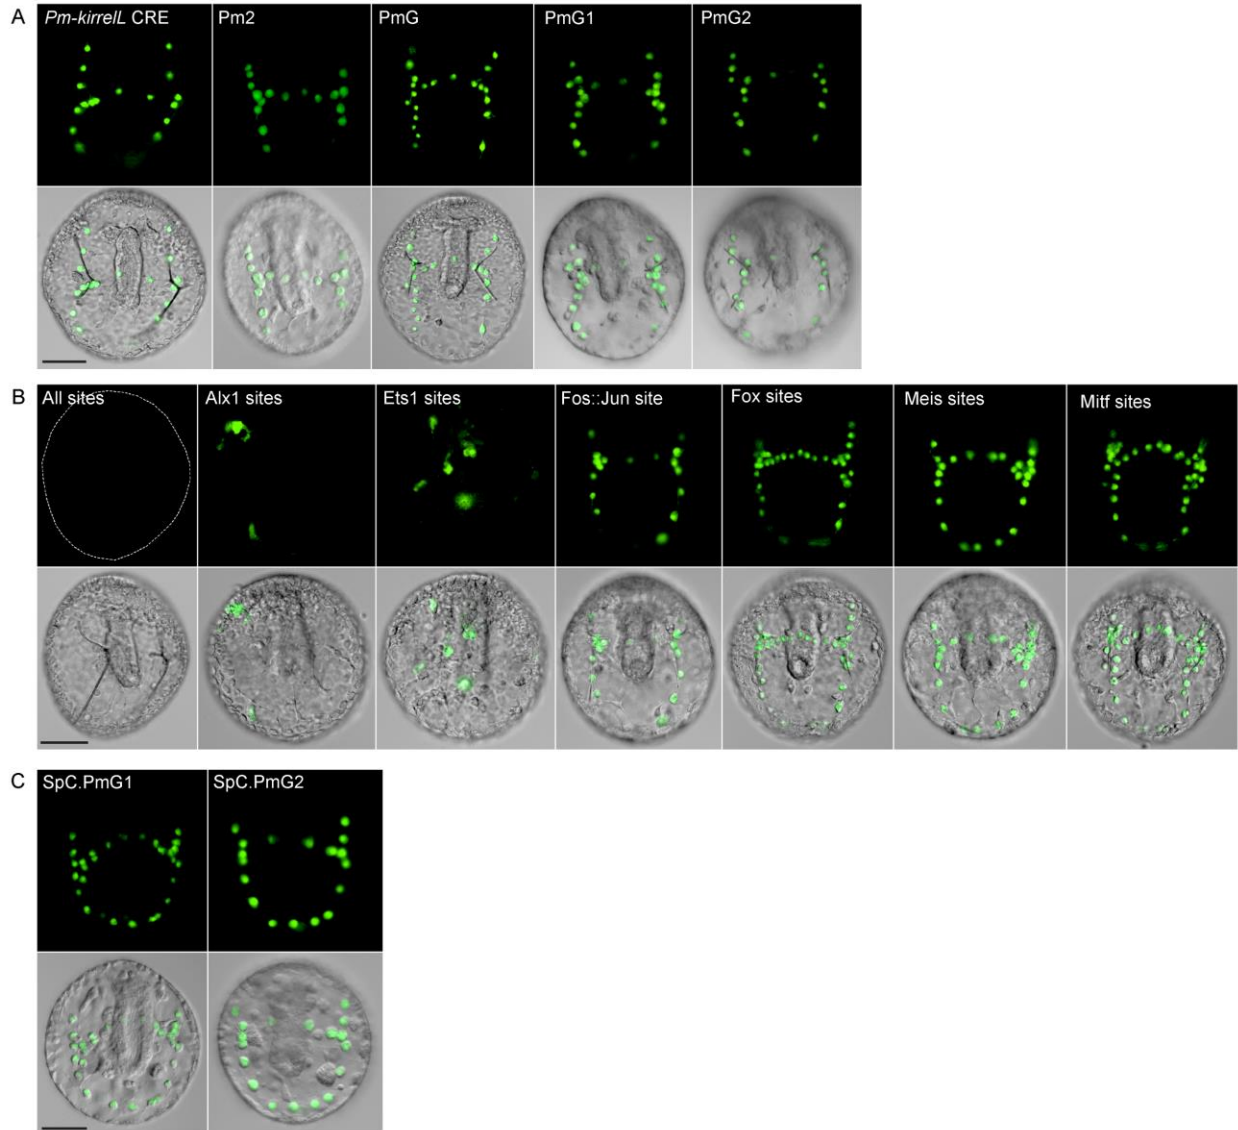 A
Pm-kirrelL CRE
Pm2
PmG
PmG1
PmG2
B
All sites
Alx1 sites
Ets1 sites
Fos::Jun site
Fox sites
Meis sites
Mitf sites
C
SpC.PmG1
SpC.PmG2